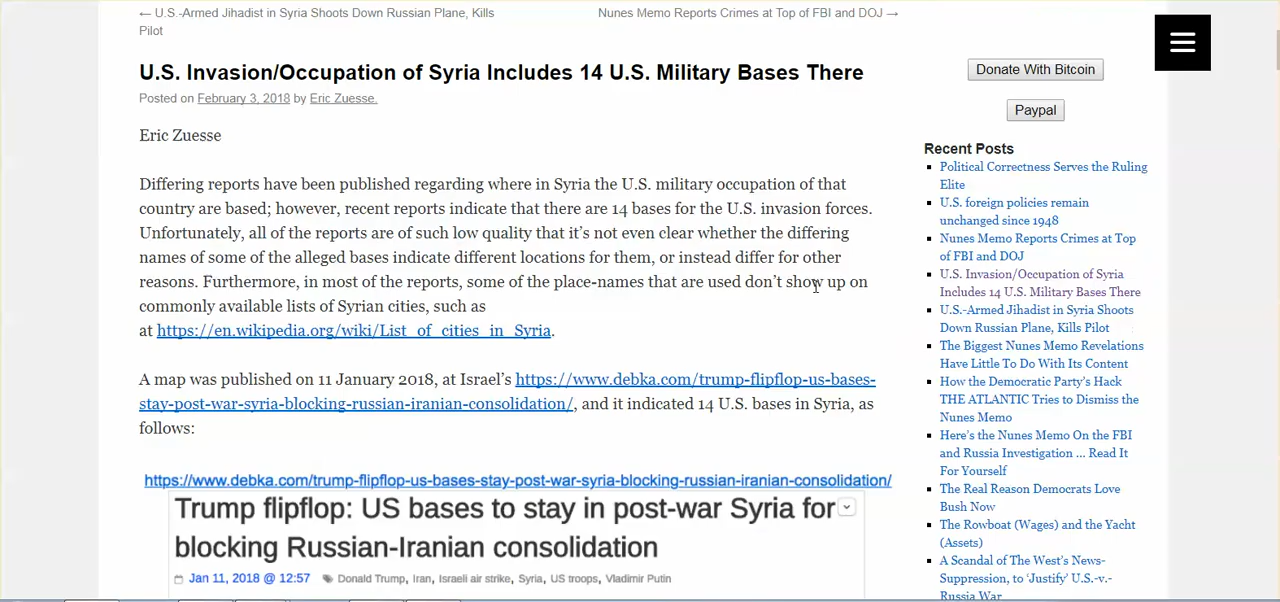 ← U.S.-Armed Jihadist in Syria Shoots Down Russian Plane, Kills
Pilot
Nunes Memo Reports Crimes at Top of FBI and DOJ →
U.S. Invasion/Occupation of Syria Includes 14 U.S. Military Bases There
Posted on February 3, 2018 by Eric Zuesse.
Eric Zuesse
Differing reports have been published regarding where in Syria the U.S. military occupation of that
country are based; however, recent reports indicate that there are 14 bases for the U.S. invasion forces.
Unfortunately, all of the reports are of such low quality that it’s not even clear whether the differing
names of some of the alleged bases indicate different locations for them, or instead differ for other
reasons. Furthermore, in most of the reports, some of the place-names that are used don’t show up on
commonly available lists of Syrian cities, such as
at https://en.wikipedia.org/wiki/List_of_cities_in_Syria.
A map was published on 11 January 2018, at Israel’s https://www.debka.com/trump-flipflop-us-bases-
stay-post-war-syria-blocking-russian-iranian-consolidation/, and it indicated 14 U.S. bases in Syria, as
follows:
https://www.debka.com/trump-flipflop-us-bases-stay-post-war-syria-blocking-russian-iranian-consolidation/
Trump flipflop: US bases to stay in post-war Syria for
blocking Russian-Iranian consolidation
Jan 11, 2018 @ 12:57 Donald Trump, Iran, Israeli air strike, Syria, US troops, Vladimir Putin
Donate With Bitcoin
Paypal
Recent Posts
Political Correctness Serves the Ruling
Elite
U.S. foreign policies remain
unchanged since 1948
Nunes Memo Reports Crimes at Top
of FBI and DOJ
U.S. Invasion/Occupation of Syria
Includes 14 U.S. Military Bases There
U.S.-Armed Jihadist in Syria Shoots
Down Russian Plane, Kills Pilot
The Biggest Nunes Memo Revelations
Have Little To Do With Its Content
How the Democratic Party’s Hack
THE ATLANTIC Tries to Dismiss the
Nunes Memo
Here’s the Nunes Memo On the FBI
and Russia Investigation … Read It
For Yourself
The Real Reason Democrats Love
Bush Now
The Rowboat (Wages) and the Yacht
(Assets)
A Scandal of The West’s News-
Suppression, to ‘Justify’ U.S.-v.-
Russia War